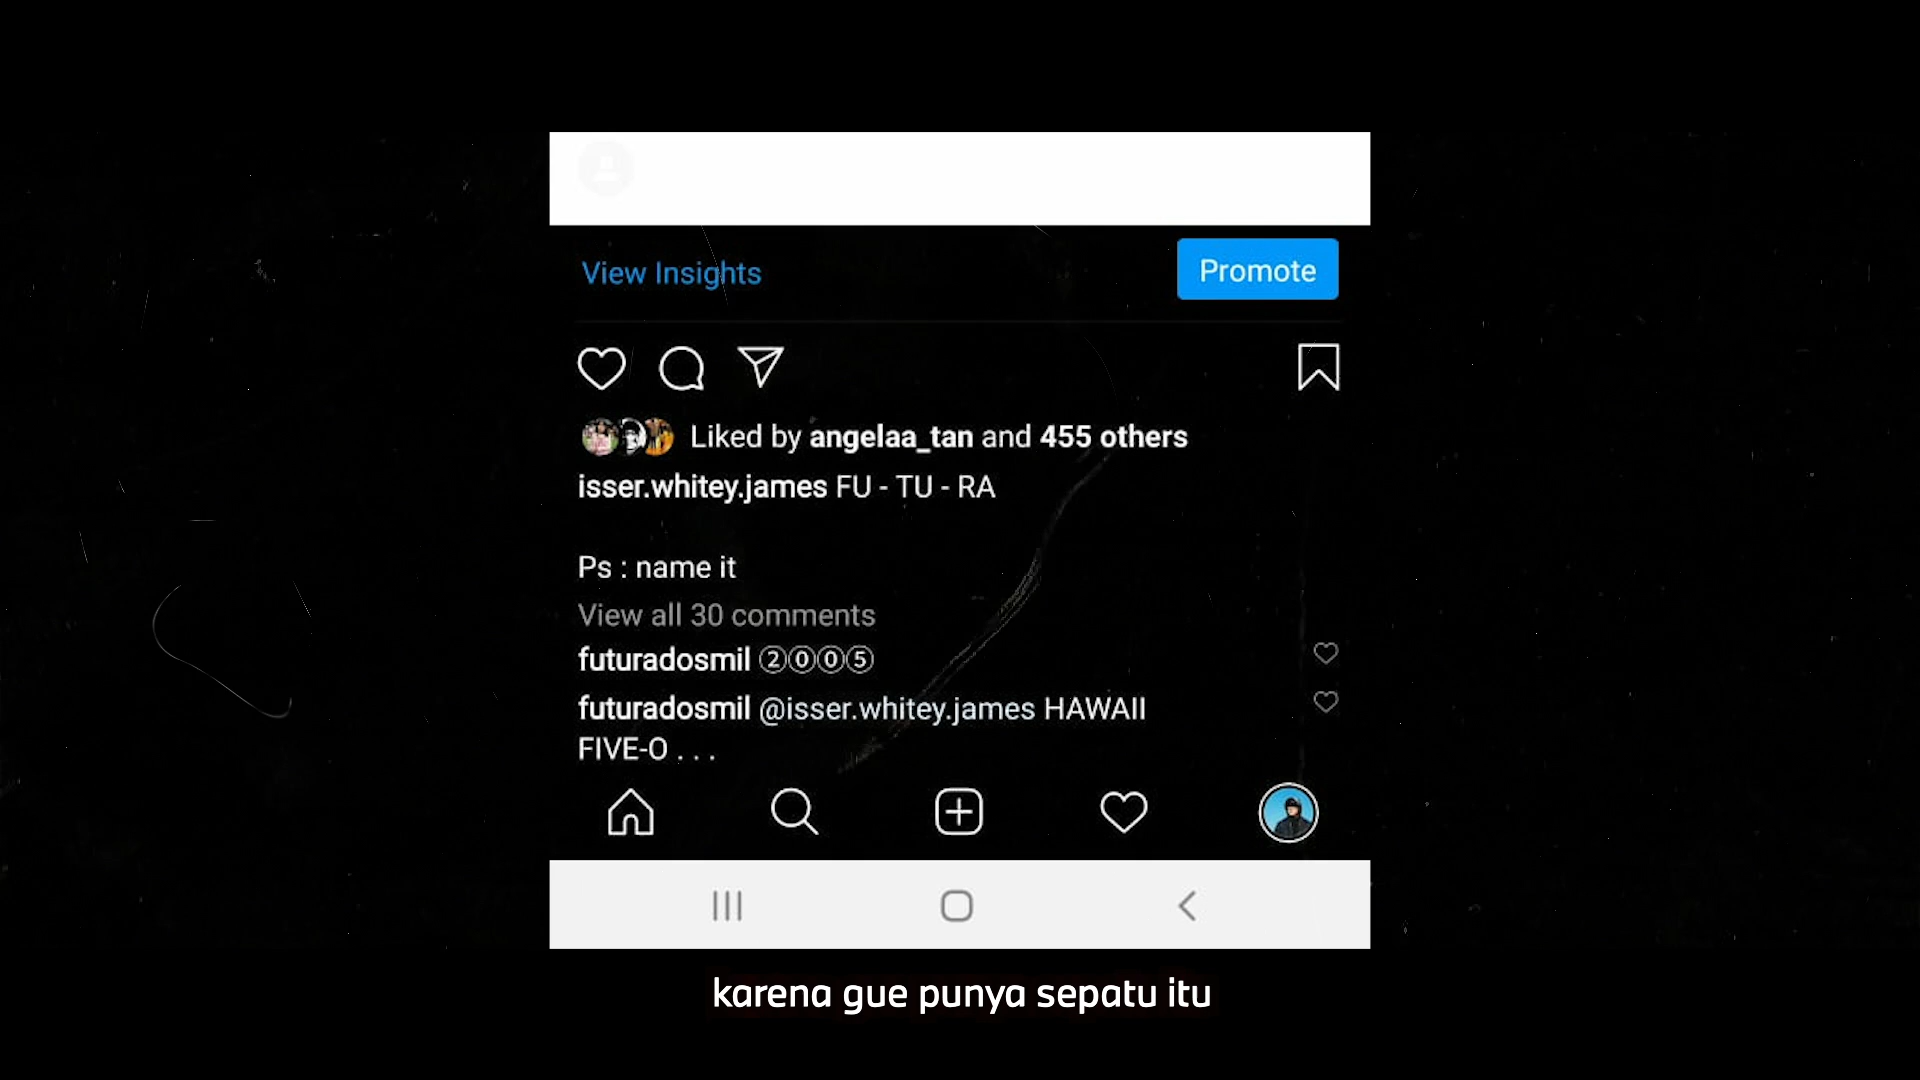 View Insights
Promote
Liked by angelaa_tan and 455 others
isser.whitey.james FU - TU - RA
Ps : name it
View all 30 comments
futuradosmil ②⓪⓪⑤
futuradosmil @isser.whitey.james HAWAII
FIVE-O . . .
karena gue punya sepatu itu